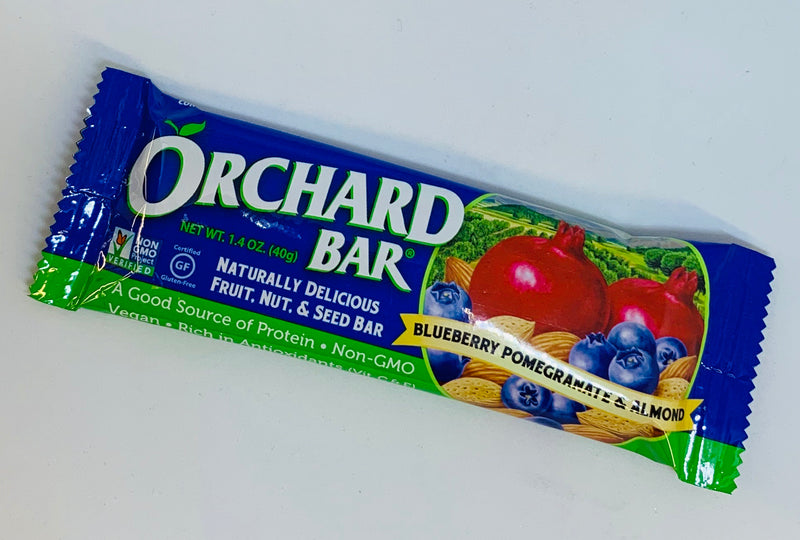 ORCHARD
BAR®
NET WT. 1.4 OZ. (40g)
NON
GMO
Project
VERIFIED
Certified
GF
Gluten-Free
NATURALLY DELICIOUS
FRUIT, NUT, & SEED BAR
A Good Source of Protein • Non-GMO
Vegan • Rich in Antioxidants (vit C & E)
BLUEBERRY POMEGRANATE & ALMOND